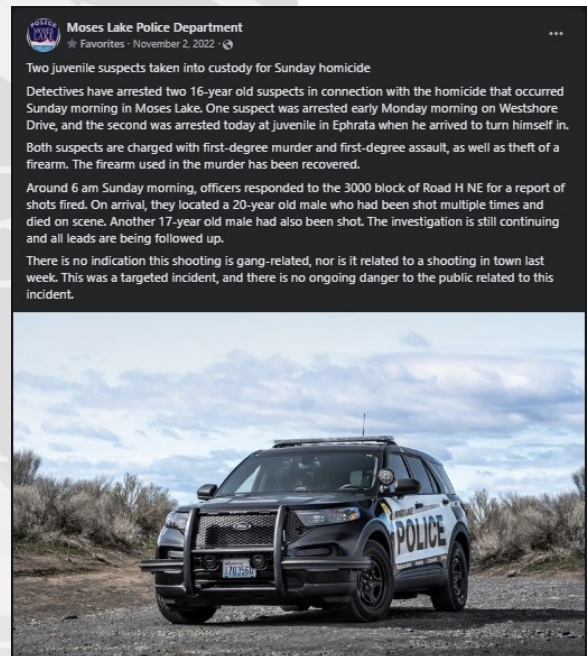 POLICE
MOSES
LAKE
Moses Lake Police Department
Favorites · November 2, 2022 ·
Two juvenile suspects taken into custody for Sunday homicide
Detectives have arrested two 16-year old suspects in connection with the homicide that occurred
Sunday morning in Moses Lake. One suspect was arrested early Monday morning on Westshore
Drive, and the second was arrested today at juvenile in Ephrata when he arrived to turn himself in.
Both suspects are charged with first-degree murder and first-degree assault, as well as theft of a
firearm. The firearm used in the murder has been recovered.
Around 6 am Sunday morning, officers responded to the 3000 block of Road H NE for a report of
shots fired. On arrival, they located a 20-year old male who had been shot multiple times and
died on scene. Another 17-year old male had also been shot. The investigation is still continuing
and all leads are being followed up.
There is no indication this shooting is gang-related, nor is it related to a shooting in town last
week. This was a targeted incident, and there is no ongoing danger to the public related to this
incident.
MOSES LAKE
POLICE